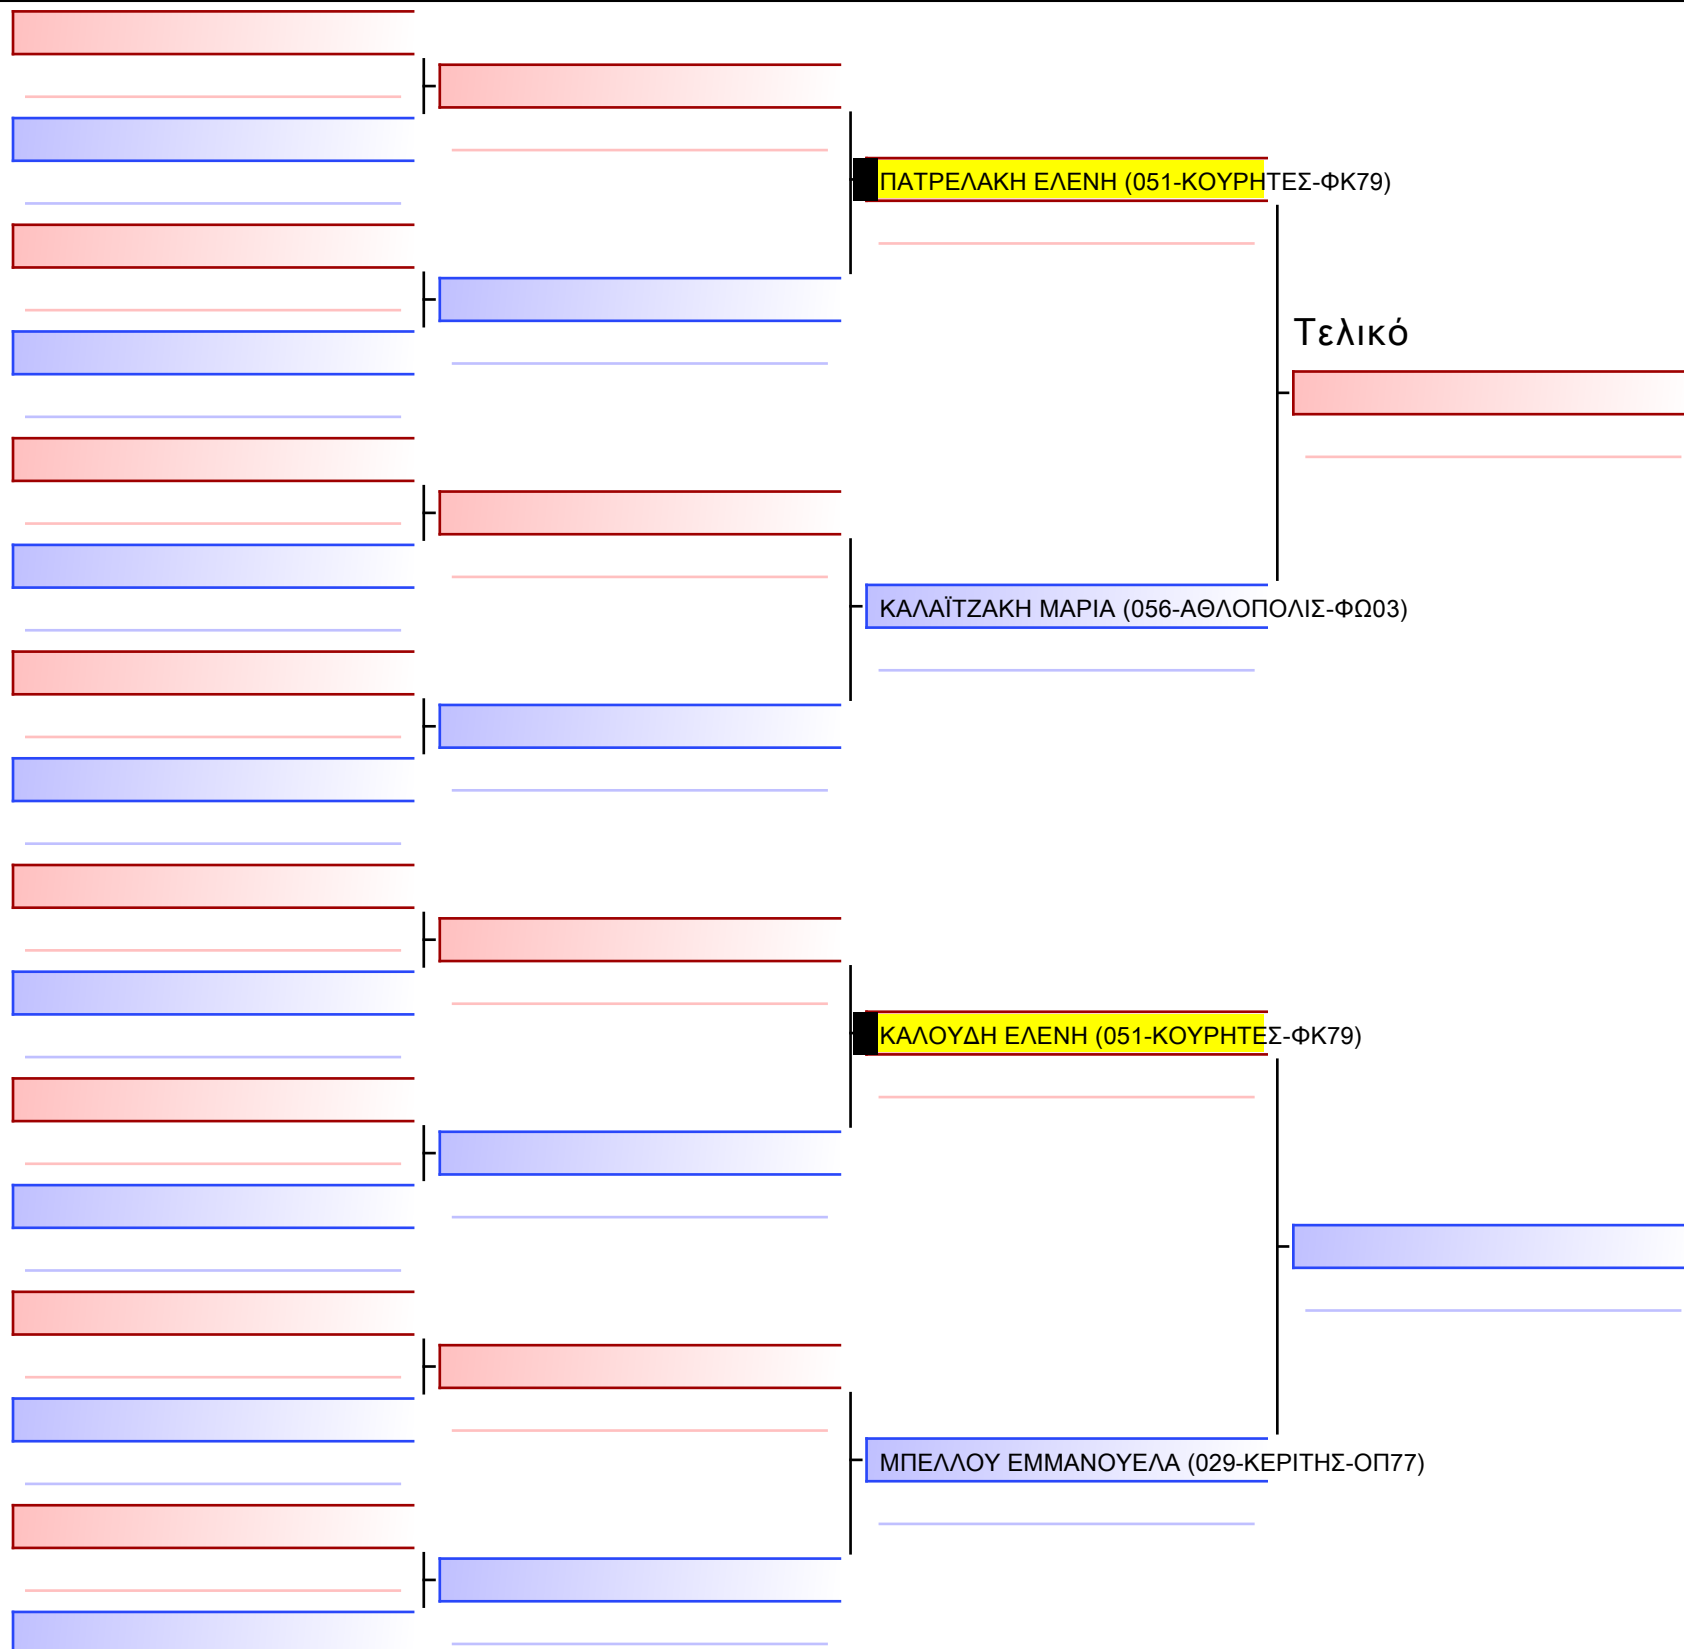 ΠΑΤΡΕΛΑΚΗ ΕΛΕΝΗ (051-ΚΟΥΡΗΤΕΣ-ΦΚ79)
Τελικό
ΚΑΛΑΪΤΖΑΚΗ ΜΑΡΙΑ (056-ΑΘΛΟΠΟΛΙΣ-ΦΩ03)
ΚΑΛΟΥΔΗ ΕΛΕΝΗ (051-ΚΟΥΡΗΤΕΣ-ΦΚ79)
ΜΠΕΛΛΟΥ ΕΜΜΑΝΟΥΕΛΑ (029-ΚΕΡΙΤΗΣ-ΟΠ77)